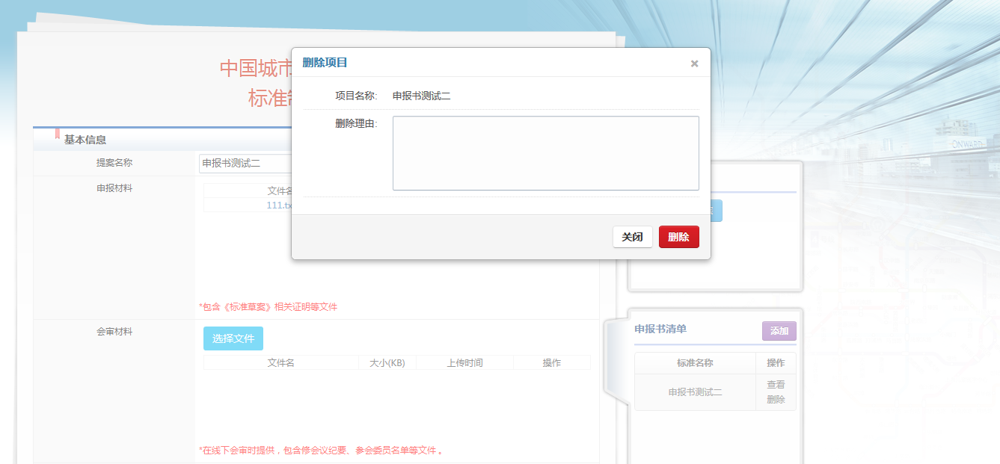 中国城市
标准
删除项目
×
项目名称: 申报书测试二
删除理由:
关闭 删除
基本信息
提案名称 申报书测试二
申报材料
文件名
111.tx
*包含《标准草案》相关证明等文件
会审材料
选择文件
文件名 大小(KB) 上传时间 操作
*在线下会审时提供，包含修会议纪要、参会委员名单等文件。
ONWARD
申报书清单 添加
标准名称 操作
申报书测试二
查看
删除